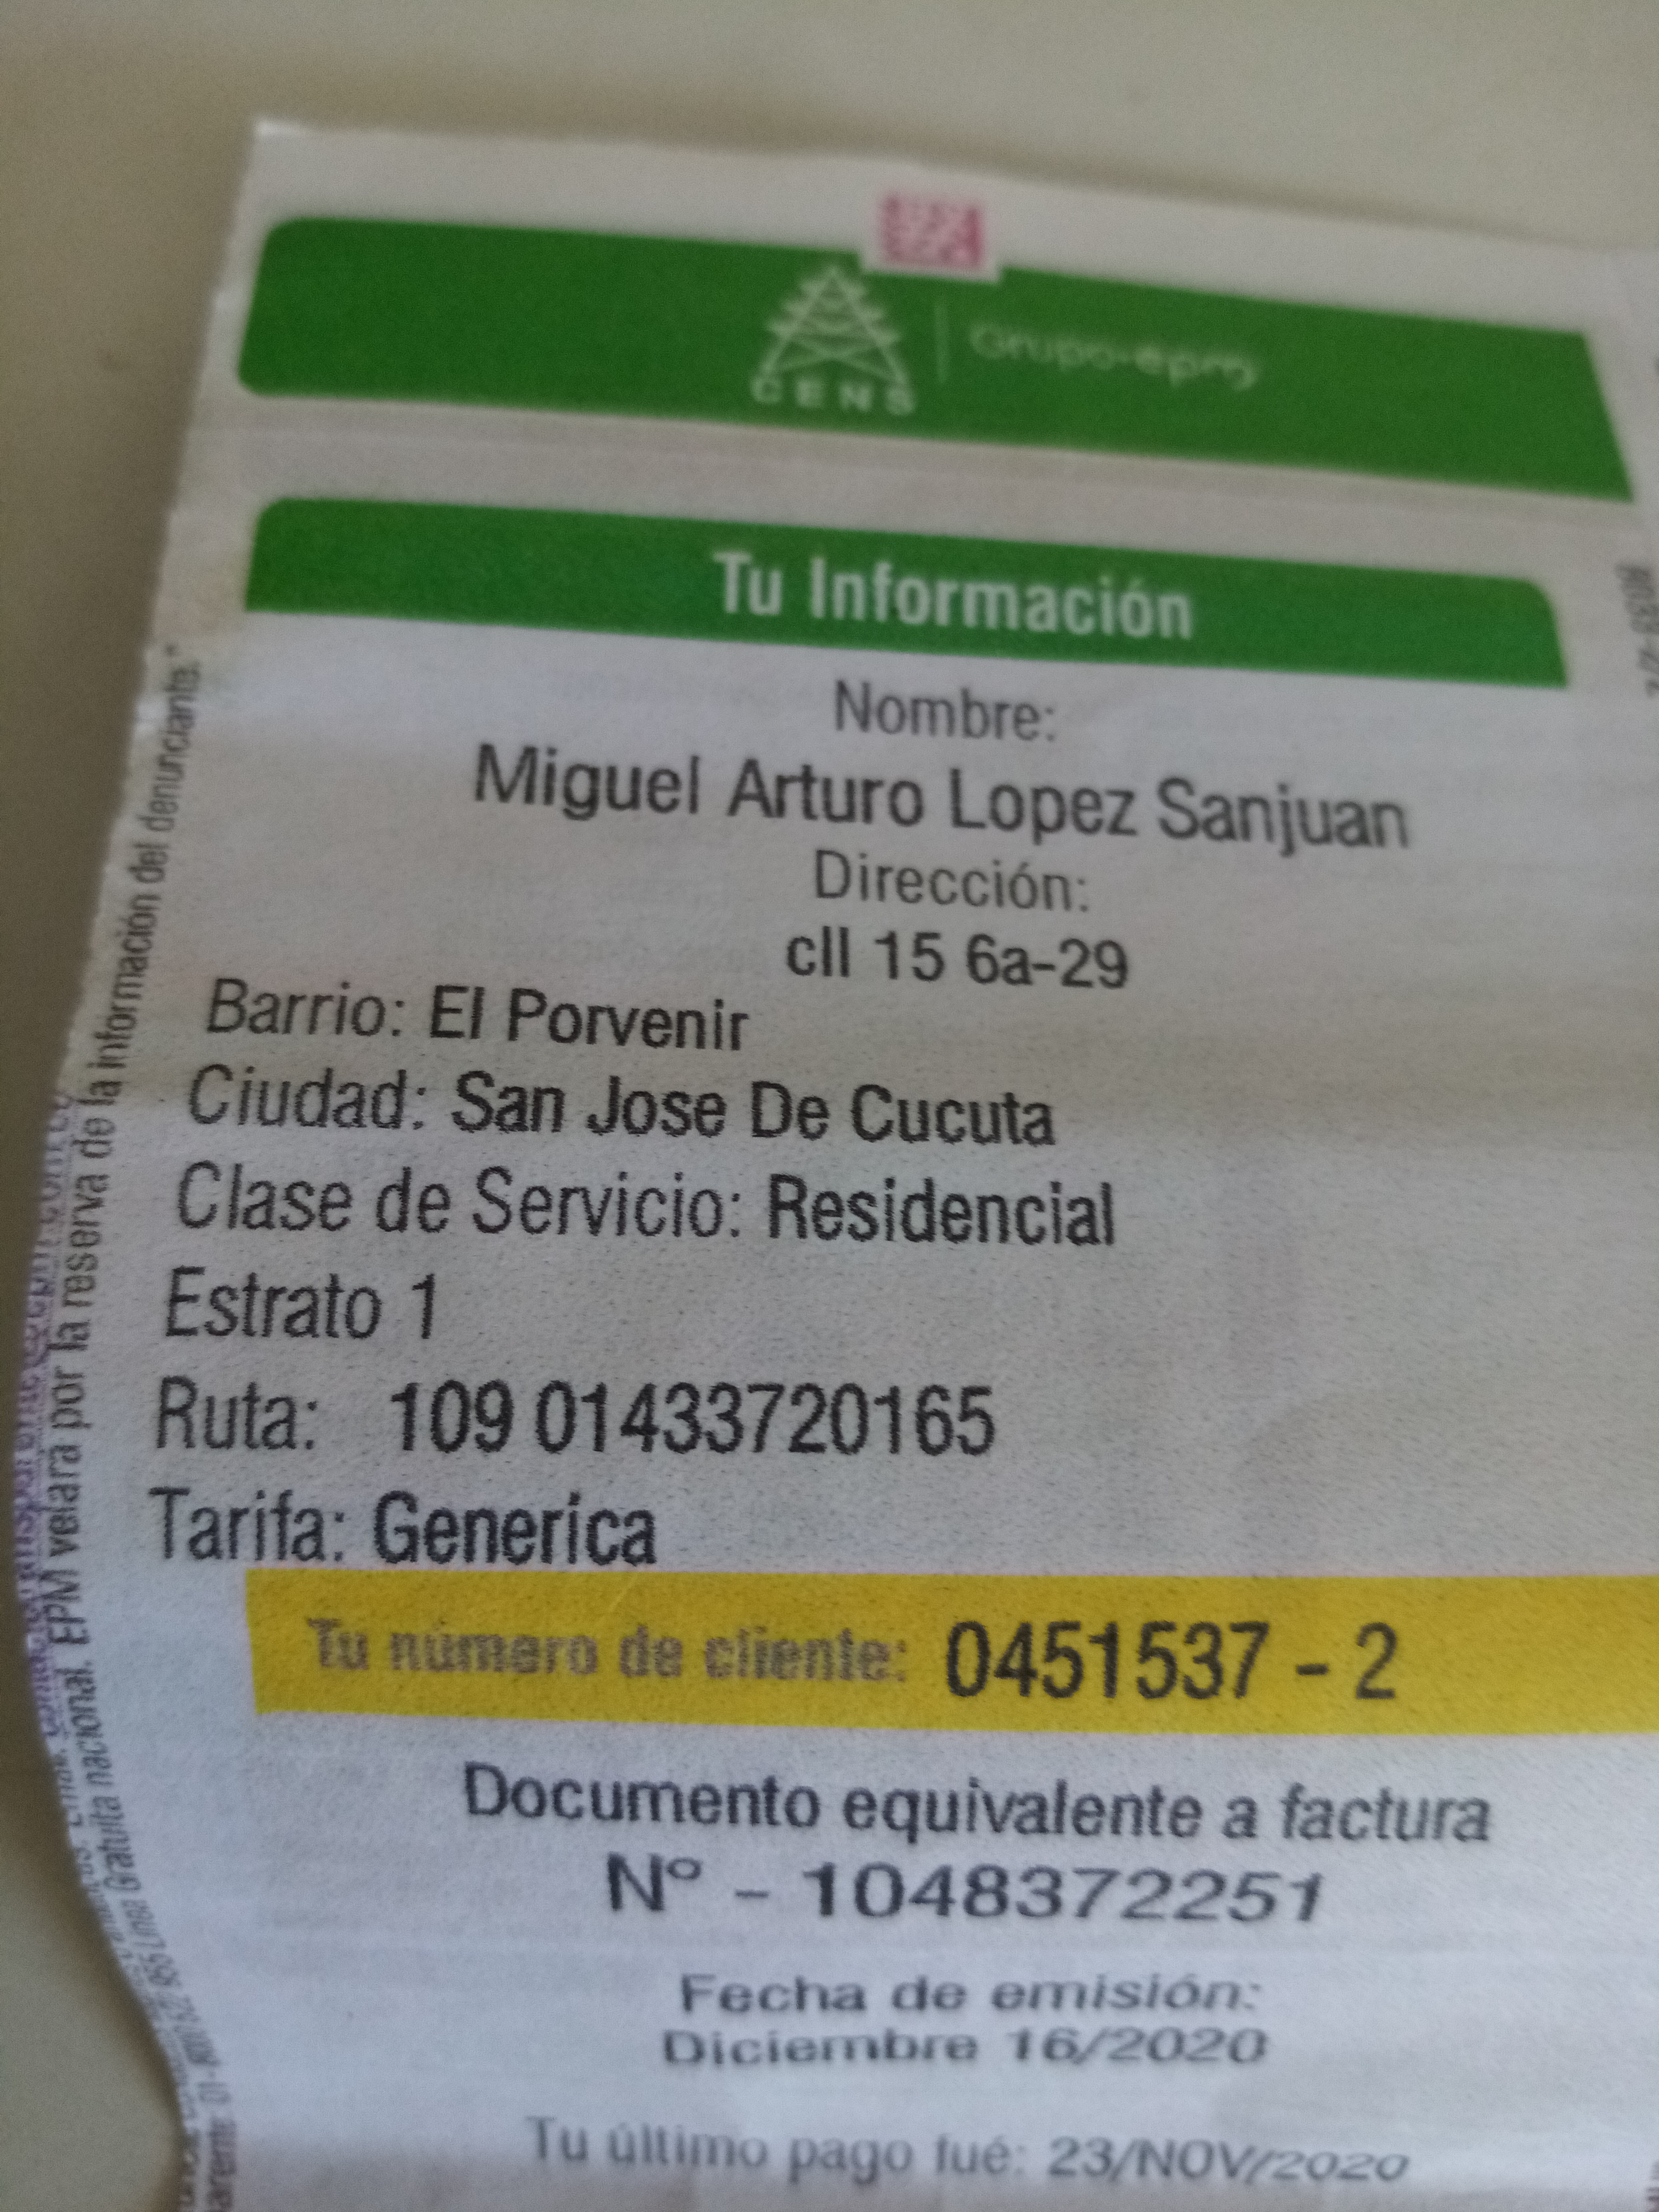 CENS
Grupo·epm
Tu Información
Nombre:
Miguel Arturo Lopez Sanjuan
Dirección:
cll 15 6a-29
Barrio: El Porvenir
Ciudad: San Jose De Cucuta
Clase de Servicio: Residencial
Estrato 1
Ruta: 109 01433720165
Tarifa: Generica
Tu número de cliente: 0451537 - 2
Documento equivalente a factura
Nº - 1048372251
Fecha de emisión:
Diciembre 16/2020
Tu último pago fué: 23/NOV/2020
Gratuita nacional. EPM velará por la reserva de la información del denunciante."